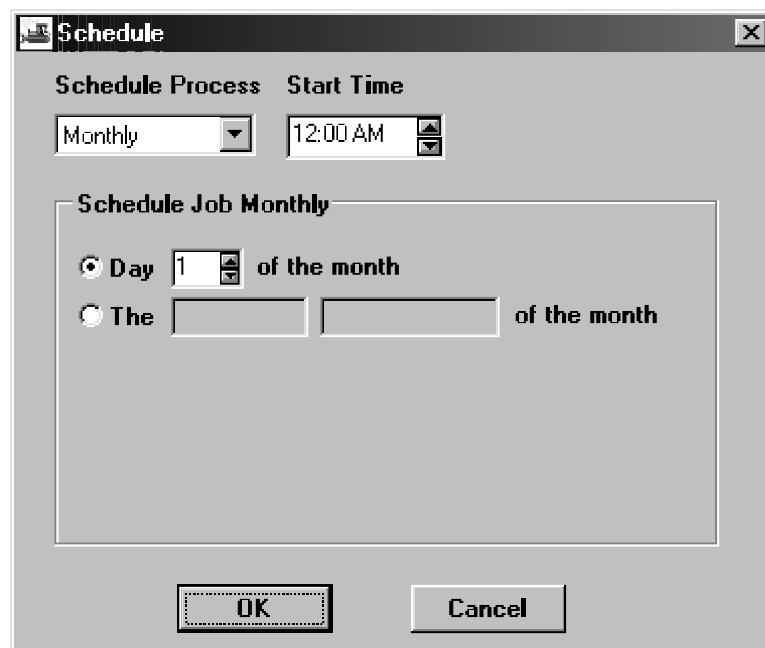 Schedule
Schedule Process Start Time
Monthly 12:00 AM
Schedule Job Monthly
Day 1 of the month
The of the month
OK Cancel